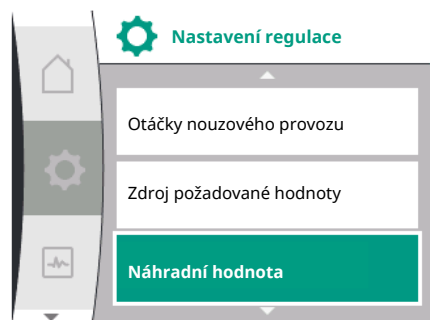 Nastavení regulace
Otáčky nouzového provozu
Zdroj požadované hodnoty
Náhradní hodnota